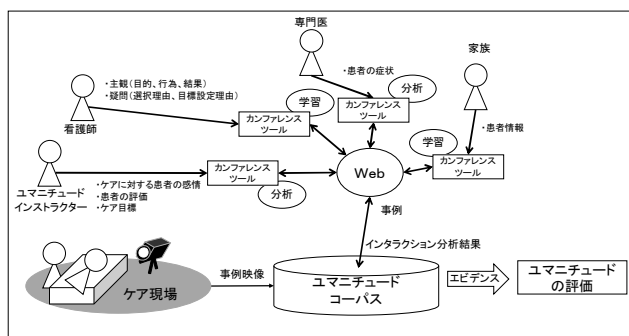 専門医
家族
・患者の症状
分析
・主観(目的、行為、結果)
・疑問(選択理由、目標設定理由)
学習
カンファレンス
ツール
カンファレンス
ツール
看護師
・患者情報
学習
カンファレンス
ツール
Web
カンファレンス
ツール
分析
ユマニチュード
インストラクター
・ケアに対する患者の感情
・患者の評価
・ケア目標
事例
インタラクション分析結果
ケア現場
事例映像
ユマニチュード
コーパス
エビデンス
ユマニチュード
の評価